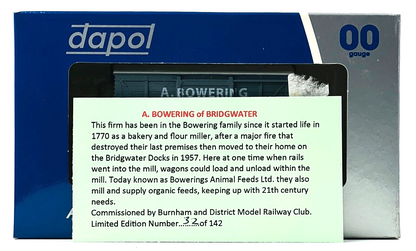 dapol
00
gauge
A. BOWERING
A. BOWERING of BRIDGWATER
This firm has been in the Bowering family since it started life in
1770 as a bakery and flour miller, after a major fire that
destroyed their last premises then moved to their home on
the Bridgwater Docks in 1957. Here at one time when rails
went into the mill, wagons could load and unload within the
mill. Today known as Bowerings Animal Feeds Ltd. they also
mill and supply organic feeds, keeping up with 21th century
needs.
Commissioned by Burnham and District Model Railway Club.
Limited Edition Number...32...of 142